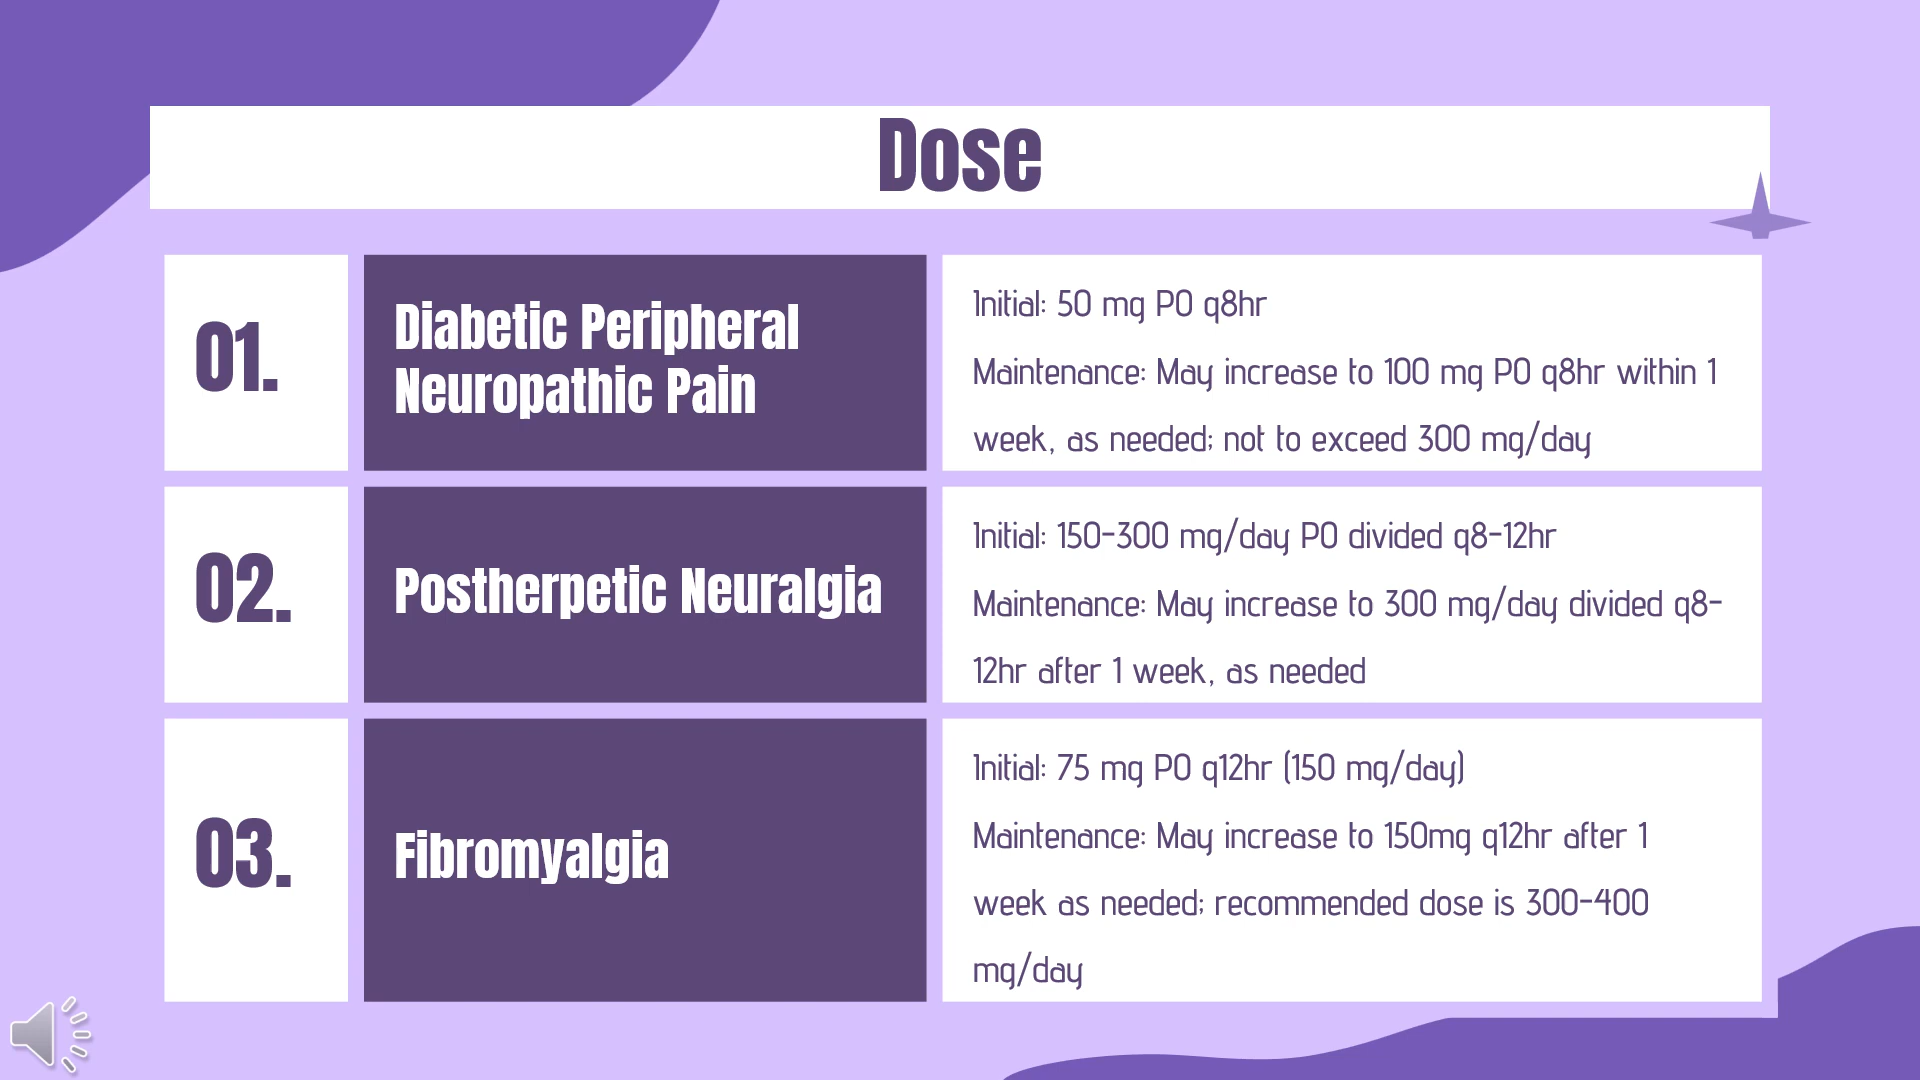 Dose
01.
Diabetic Peripheral
Neuropathic Pain
Initial: 50 mg PO q8hr
Maintenance: May increase to 100 mg PO q8hr within 1
week, as needed; not to exceed 300 mg/day
02.
Postherpetic Neuralgia
Initial: 150-300 mg/day PO divided q8-12hr
Maintenance: May increase to 300 mg/day divided q8-
12hr after 1 week, as needed
03.
Fibromyalgia
Initial: 75 mg PO q12hr (150 mg/day)
Maintenance: May increase to 150mg q12hr after 1
week as needed; recommended dose is 300-400
mg/day